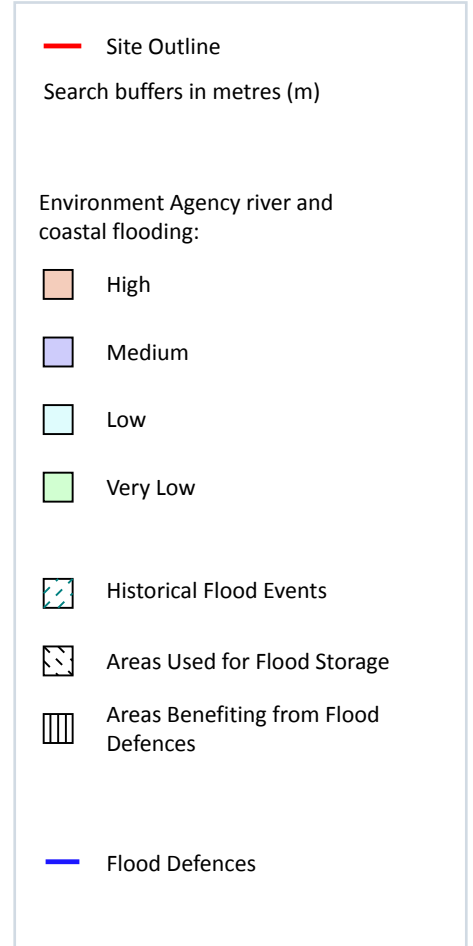 Site Outline
Search buffers in metres (m)
Environment Agency river and
coastal flooding:
High
Medium
Low
Very Low
Historical Flood Events
Areas Used for Flood Storage
Areas Benefiting from Flood
Defences
Flood Defences